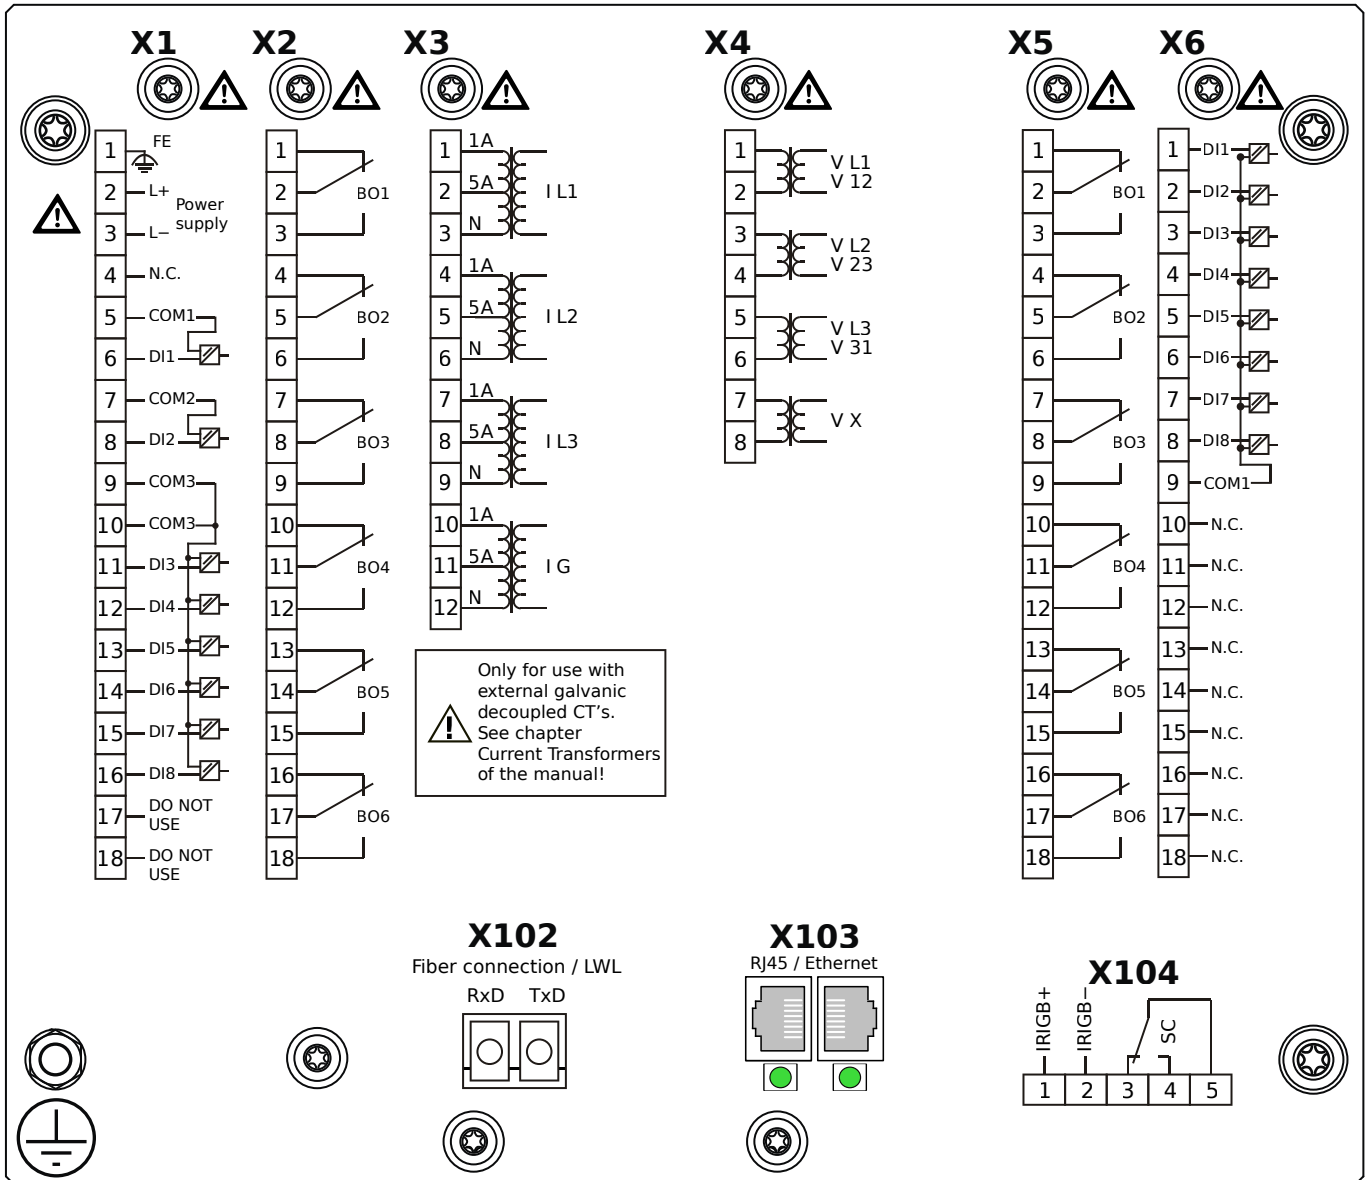 X1 X2 X3 X4 X5 X6
1 FE
2 L+
Power
supply
3 L−
4 N.C.
5 COM1
6 DI1
7 COM2
8 DI2
9 COM3
10 COM3
11 DI3
12 DI4
13 DI5
14 DI6
15 DI7
16 DI8
17 DO NOT
USE
18 DO NOT
USE
1
2 BO1
3
4
5 BO2
6
7
8 BO3
9
10
11 BO4
12
13
14 BO5
15
16
17 BO6
18
1 1A
2 5A I L1
3 N
4 1A
5 5A I L2
6 N
7 1A
8 5A I L3
9 N
10 1A
11 5A I G
12 N
Only for use with
external galvanic
decoupled CT's.
See chapter
Current Transformers
of the manual!
1 V L1
2 V 12
3 V L2
4 V 23
5 V L3
6 V 31
7 V X
8
1
2 BO1
3
4
5 BO2
6
7
8 BO3
9
10
11 BO4
12
13
14 BO5
15
16
17 BO6
18
1 DI1
2 DI2
3 DI3
4 DI4
5 DI5
6 DI6
7 DI7
8 DI8
9 COM1
10 N.C.
11 N.C.
12 N.C.
13 N.C.
14 N.C.
15 N.C.
16 N.C.
17 N.C.
18 N.C.
X102
Fiber connection / LWL
RxD TxD
X103
RJ45 / Ethernet
X104
IRIGB+
IRIGB−
SC
1 2 3 4 5